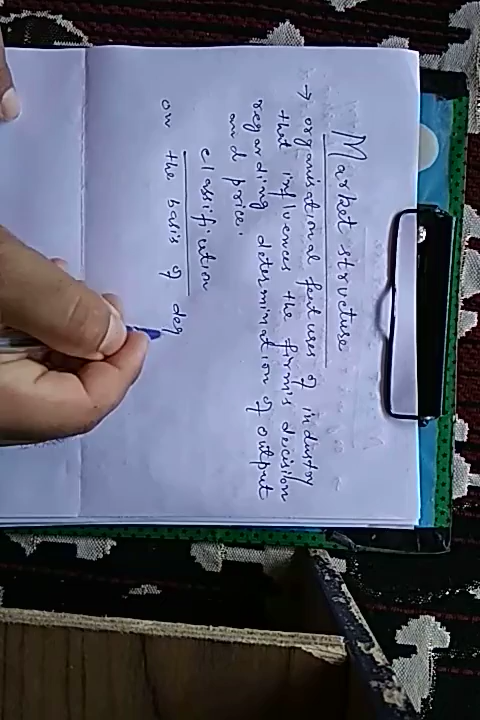 Market structure
→ organisational features of industry
that influences the firm's decision
regarding determination of output
and price.
classification
on the basis of deg